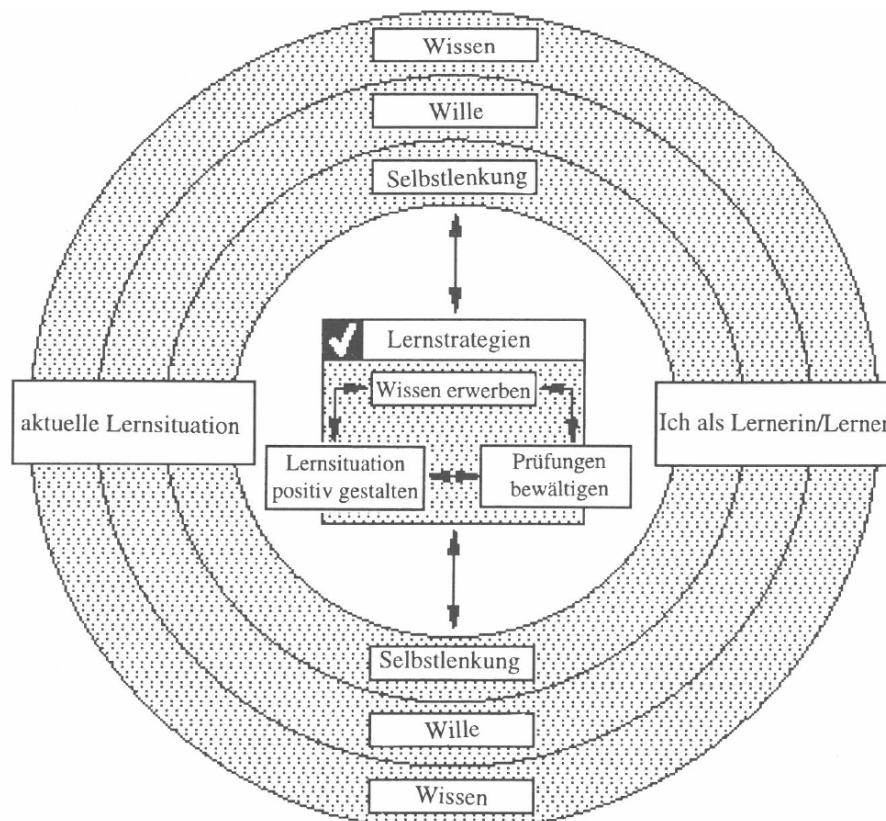 Wissen
Wille
Selbstlenkung
Lernstrategien
Wissen erwerben
aktuelle Lernsituation
Ich als Lernerin/Lerner
Lernsituation
positiv gestalten
Prüfungen
bewältigen
Selbstlenkung
Wille
Wissen